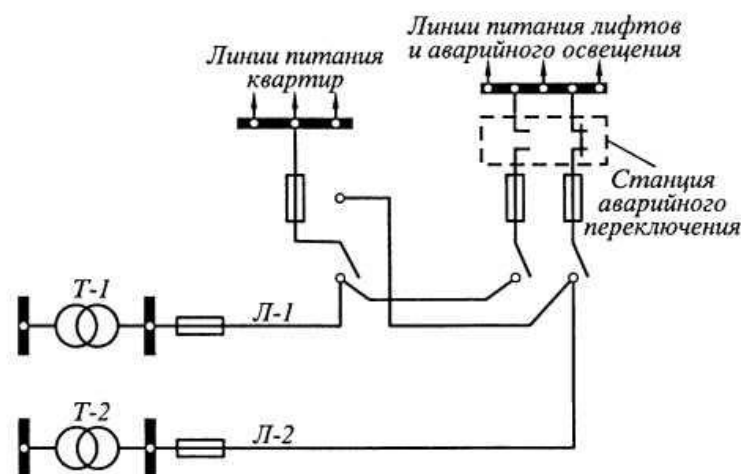 Линии питания
квартир
Линии питания лифтов
и аварийного освещения
Станция
аварийного
переключения
Т-1
Л-1
Т-2
Л-2